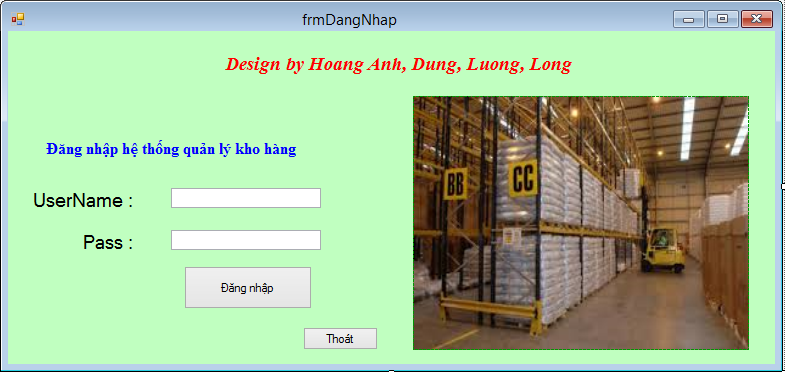 frmDangNhap
Design by Hoang Anh, Dung, Luong, Long
Đăng nhập hệ thống quản lý kho hàng
UserName :
Pass :
Đăng nhập
Thoát
BB
CC